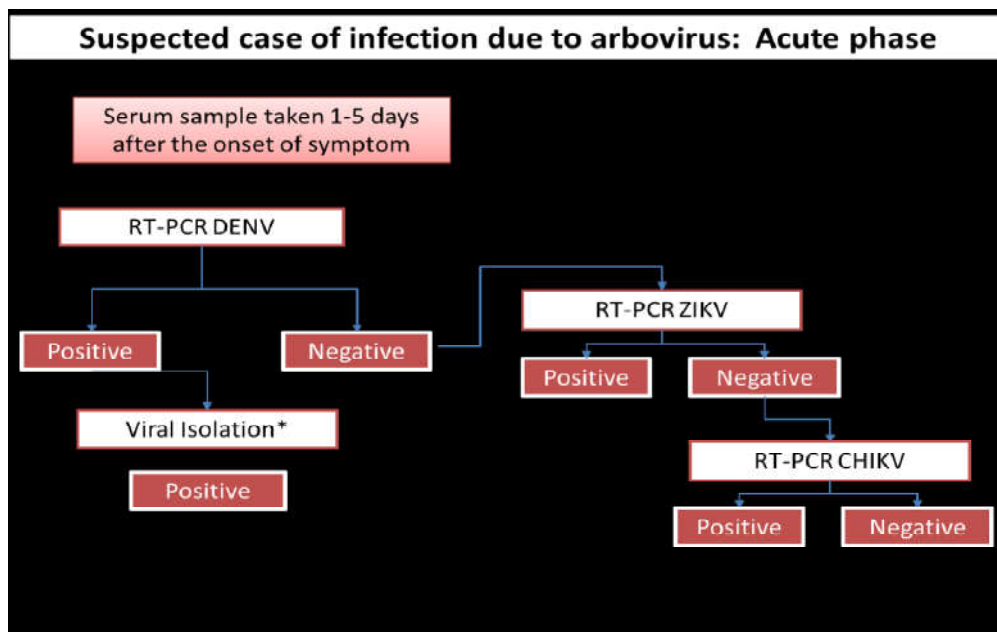 Suspected case of infection due to arbovirus: Acute phase
Serum sample taken 1-5 days
after the onset of symptom
RT-PCR DENV
Positive
Negative
Viral Isolation*
Positive
RT-PCR ZIKV
Positive
Negative
RT-PCR CHIKV
Positive
Negative